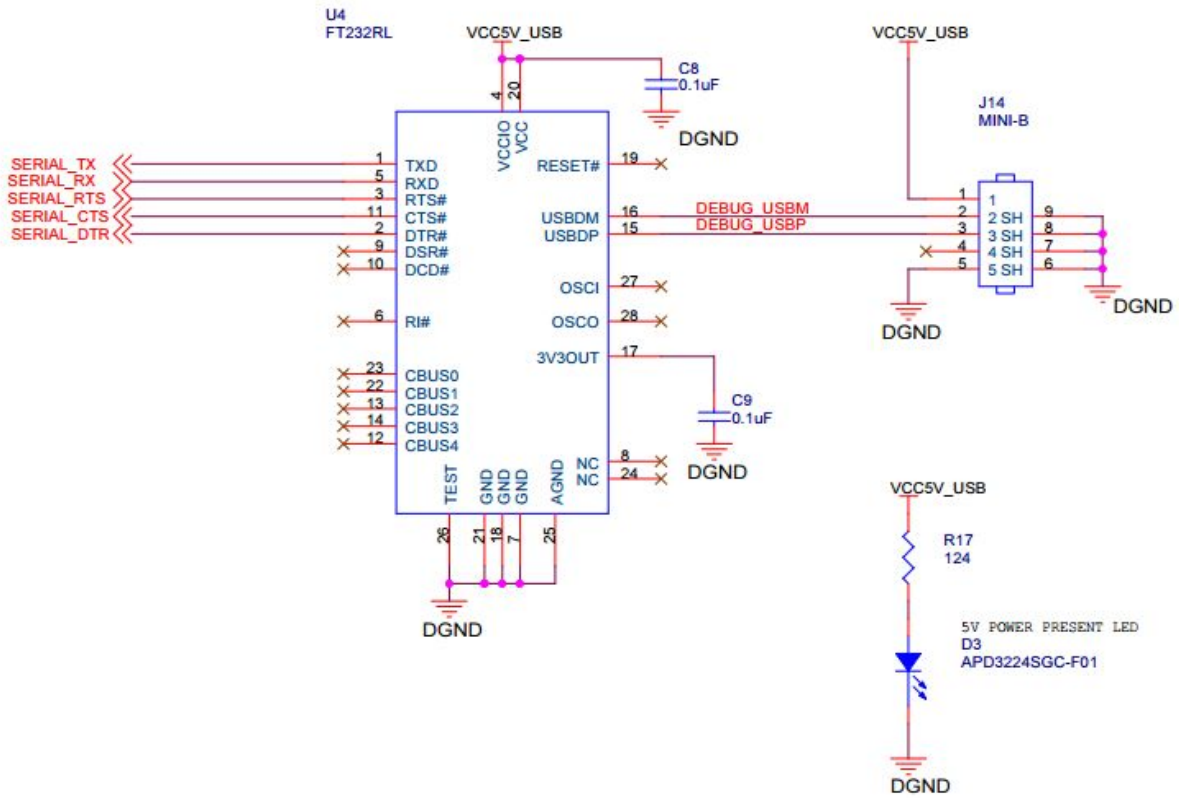 U4
FT232RL
VCC5V_USB
VCC5V_USB
C8
0.1uF
DGND
J14
MINI-B
4
20
VCCIO
VCC
SERIAL_TX
1
TXD
RESET#
19
SERIAL_RX
5
RXD
SERIAL_RTS
3
RTS#
SERIAL_CTS
11
CTS#
USBDM
16
DEBUG_USBM
SERIAL_DTR
2
DTR#
USBDP
15
DEBUG_USBP
9
DSR#
10
DCD#
1
1
2
2 SH
9
3
3 SH
8
4
4 SH
7
5
5 SH
6
DGND
DGND
OSCI
27
6
RI#
OSCO
28
3V3OUT
17
23
CBUS0
22
CBUS1
13
CBUS2
14
CBUS3
12
CBUS4
C9
0.1uF
DGND
NC
8
NC
24
TEST
GND
GND
GND
AGND
26
21
18
7
25
DGND
VCC5V_USB
R17
124
5V POWER PRESENT LED
D3
APD3224SGC-F01
DGND